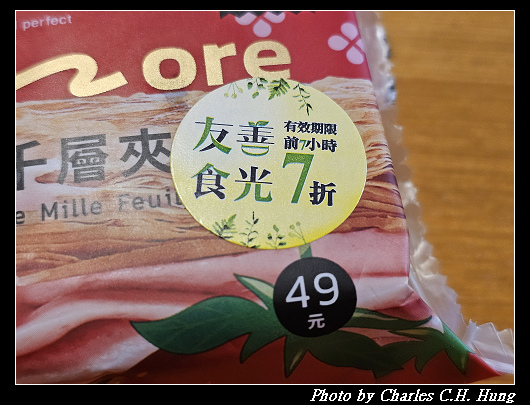 perfect
ore
千層夾
e Mille Feuil
友善
食光
有效期限
前7小時
7折
49
元
Photo by Charles C.H. Hung